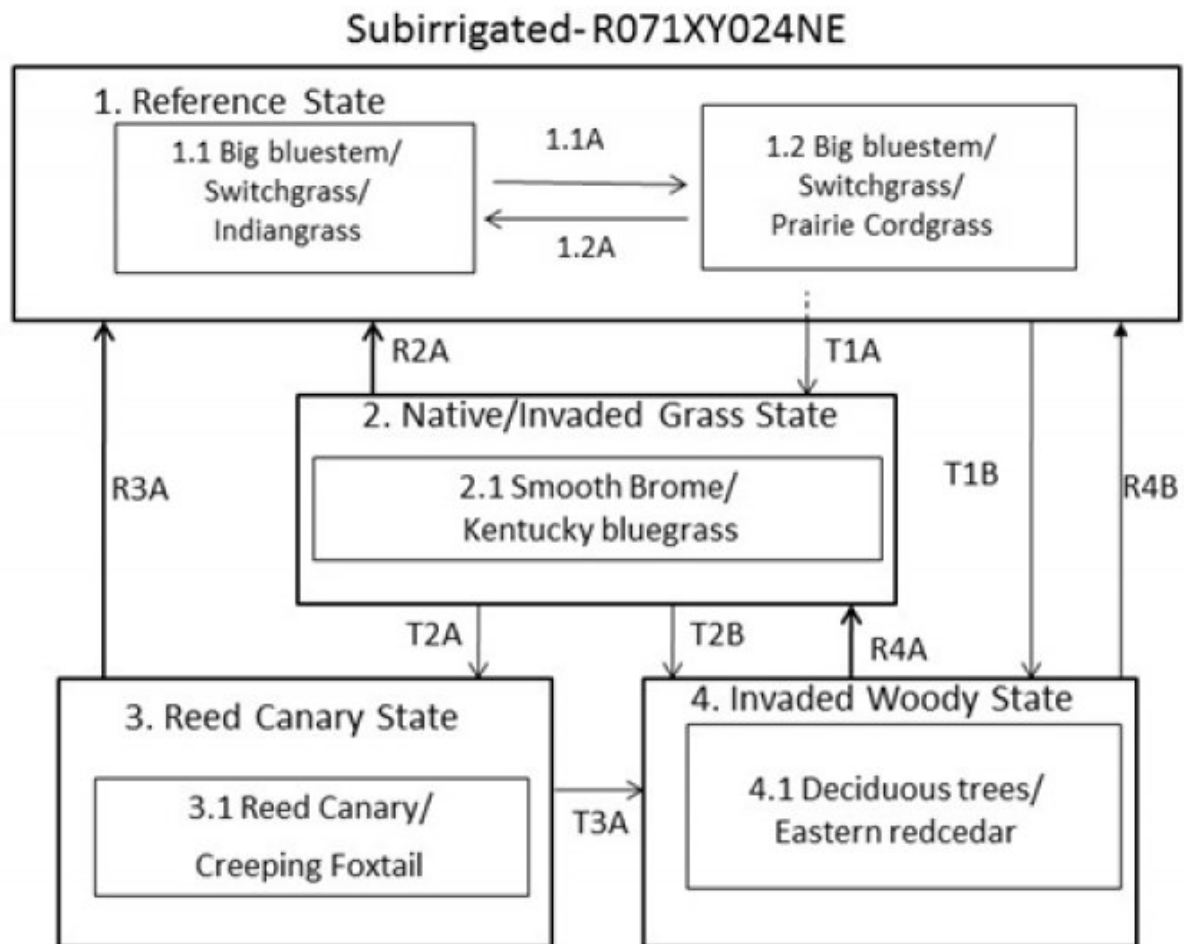 Subirrigated-R071XY024NE
1. Reference State
1.1 Big bluestem/
Switchgrass/
Indiangrass
1.1A
1.2A
1.2 Big bluestem/
Switchgrass/
Prairie Cordgrass
R3A
R2A
T1A
T1B
R4B
2. Native/Invaded Grass State
2.1 Smooth Brome/
Kentucky bluegrass
T2A
T2B
R4A
3. Reed Canary State
3.1 Reed Canary/
Creeping Foxtail
T3A
4. Invaded Woody State
4.1 Deciduous trees/
Eastern redcedar